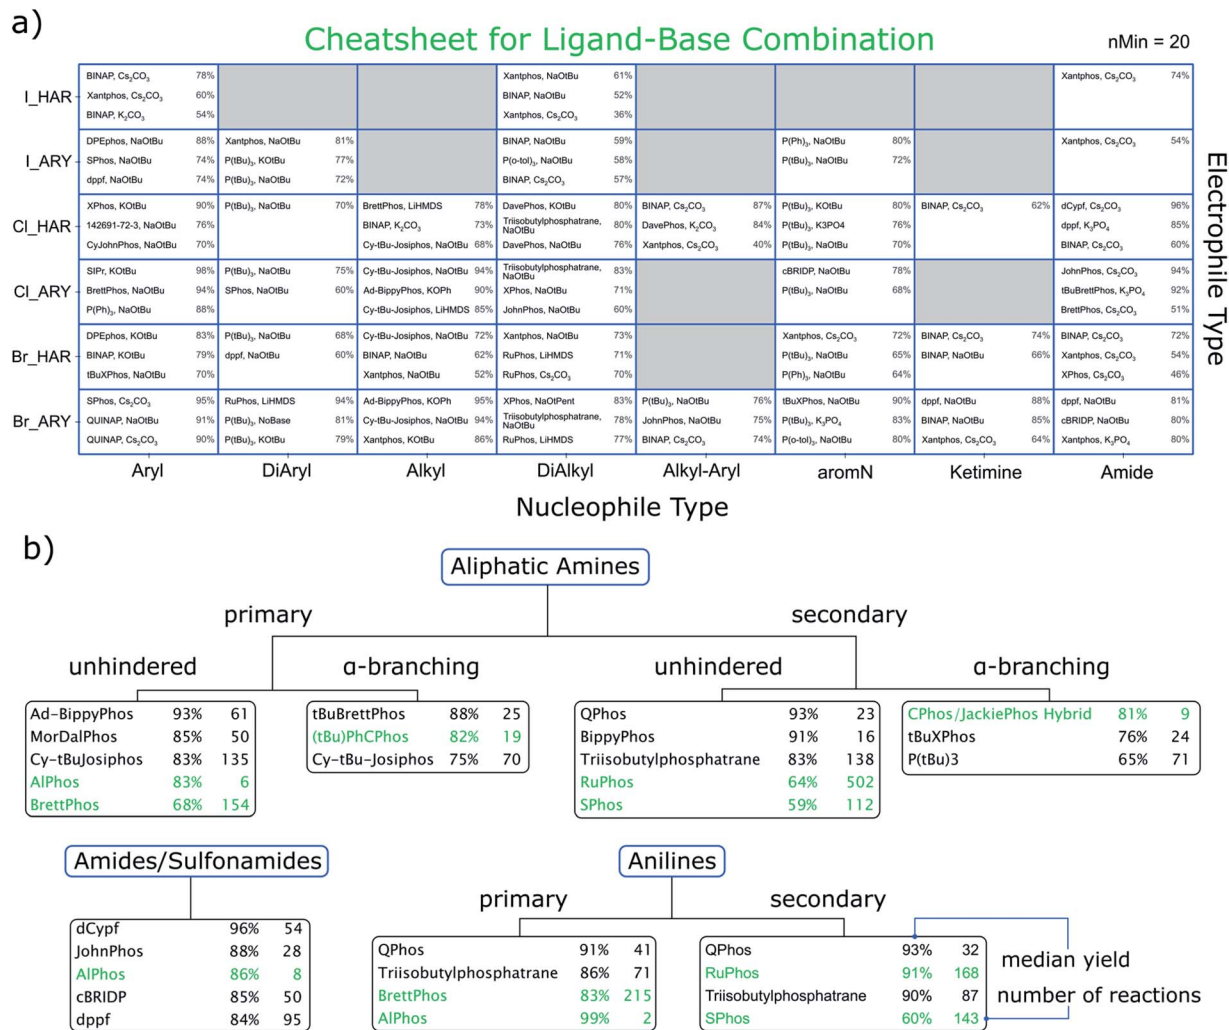 a)
Cheatsheet for Ligand-Base Combination
nMin = 20
I_HAR
BINAP, Cs₂CO₃ 78%
Xantphos, Cs₂CO₃ 60%
BINAP, K₂CO₃ 54%
Xantphos, NaOtBu 61%
BINAP, NaOtBu 52%
Xantphos, Cs₂CO₃ 36%
Xantphos, Cs₂CO₃ 74%
I_ARY
DPEphos, NaOtBu 88%
SPhos, NaOtBu 74%
dppf, NaOtBu 74%
Xantphos, NaOtBu 81%
P(tBu)₃, KOtBu 77%
P(tBu)₃, NaOtBu 72%
BINAP, NaOtBu 59%
P(o-tol)₃, NaOtBu 58%
BINAP, Cs₂CO₃ 57%
P(Ph)₃, NaOtBu 80%
P(tBu)₃, NaOtBu 72%
Xantphos, Cs₂CO₃ 54%
Cl_HAR
XPhos, KOtBu 90%
142691-72-3, NaOtBu 76%
CyJohnPhos, NaOtBu 70%
P(tBu)₃, NaOtBu 70%
BrettPhos, LiHMDS 78%
BINAP, K₂CO₃ 73%
Cy-tBu-Josiphos, NaOtBu 68%
DavePhos, KOtBu 80%
Triisobutylphosphatrane, 80%
NaOtBu
DavePhos, NaOtBu 76%
BINAP, Cs₂CO₃ 87%
DavePhos, K₂CO₃ 84%
Xantphos, Cs₂CO₃ 40%
P(tBu)₃, KOtBu 80%
P(tBu)₃, K3PO4 76%
P(tBu)₃, NaOtBu 70%
BINAP, Cs₂CO₃ 62%
dCypf, Cs₂CO₃ 96%
dppf, K₃PO₄ 85%
BINAP, Cs₂CO₃ 60%
Cl_ARY
SIPr, KOtBu 98%
BrettPhos, NaOtBu 94%
P(Ph)₃, NaOtBu 88%
P(tBu)₃, NaOtBu 75%
SPhos, NaOtBu 60%
Cy-tBu-Josiphos, NaOtBu 94%
Ad-BippyPhos, KOPh 90%
Cy-tBu-Josiphos, LiHMDS 85%
Triisobutylphosphatrane, 83%
NaOtBu
XPhos, NaOtBu 71%
JohnPhos, NaOtBu 60%
cBRIDP, NaOtBu 78%
P(tBu)₃, NaOtBu 68%
JohnPhos, Cs₂CO₃ 94%
tBuBrettPhos, K₃PO₄ 92%
BrettPhos, Cs₂CO₃ 51%
Br_HAR
DPEphos, KOtBu 83%
BINAP, KOtBu 79%
tBuXPhos, NaOtBu 70%
P(tBu)₃, NaOtBu 68%
dppf, NaOtBu 60%
Cy-tBu-Josiphos, NaOtBu 72%
BINAP, NaOtBu 62%
Xantphos, NaOtBu 52%
Xantphos, NaOtBu 73%
RuPhos, LiHMDS 71%
RuPhos, Cs₂CO₃ 70%
Xantphos, Cs₂CO₃ 72%
P(tBu)₃, NaOtBu 65%
P(Ph)₃, NaOtBu 64%
BINAP, Cs₂CO₃ 74%
BINAP, NaOtBu 66%
BINAP, Cs₂CO₃ 72%
Xantphos, Cs₂CO₃ 54%
XPhos, Cs₂CO₃ 46%
Br_ARY
SPhos, Cs₂CO₃ 95%
QUINAP, NaOtBu 91%
QUINAP, Cs₂CO₃ 90%
RuPhos, LiHMDS 94%
P(tBu)₃, NoBase 81%
P(tBu)₃, KOtBu 79%
Ad-BippyPhos, KOPh 95%
Cy-tBu-Josiphos, NaOtBu 94%
Xantphos, KOtBu 86%
XPhos, NaOtPent 83%
Triisobutylphosphatrane, 78%
NaOtBu
RuPhos, LiHMDS 77%
P(tBu)₃, NaOtBu 76%
JohnPhos, NaOtBu 75%
BINAP, Cs₂CO₃ 74%
tBuXPhos, NaOtBu 90%
P(tBu)₃, K₃PO₄ 83%
P(o-tol)₃, NaOtBu 80%
dppf, NaOtBu 88%
BINAP, NaOtBu 85%
Xantphos, Cs₂CO₃ 64%
dppf, NaOtBu 81%
cBRIDP, NaOtBu 80%
Xantphos, K₃PO₄ 80%
Electrophile Type
Aryl DiAryl Alkyl DiAlkyl Alkyl-Aryl aromN Ketimine Amide
Nucleophile Type
b)
Aliphatic Amines
primary
secondary
unhindered
α-branching
unhindered
α-branching
Ad-BippyPhos 93% 61
MorDalPhos 85% 50
Cy-tBuJosiphos 83% 135
AlPhos 83% 6
BrettPhos 68% 154
tBuBrettPhos 88% 25
(tBu)PhCPhos 82% 19
Cy-tBu-Josiphos 75% 70
QPhos 93% 23
BippyPhos 91% 16
Triisobutylphosphatrane 83% 138
RuPhos 64% 502
SPhos 59% 112
CPhos/JackiePhos Hybrid 81% 9
tBuXPhos 76% 24
P(tBu)3 65% 71
Amides/Sulfonamides
dCypf 96% 54
JohnPhos 88% 28
AlPhos 86% 8
cBRIDP 85% 50
dppf 84% 95
Anilines
primary
secondary
QPhos 91% 41
Triisobutylphosphatrane 86% 71
BrettPhos 83% 215
AlPhos 99% 2
QPhos 93% 32
RuPhos 91% 168
Triisobutylphosphatrane 90% 87
SPhos 60% 143
median yield
number of reactions